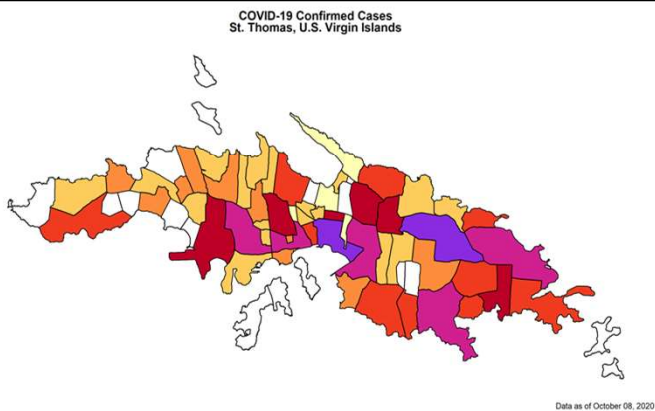 COVID-19 Confirmed Cases
St. Thomas, U.S. Virgin Islands
Data as of October 08, 2020